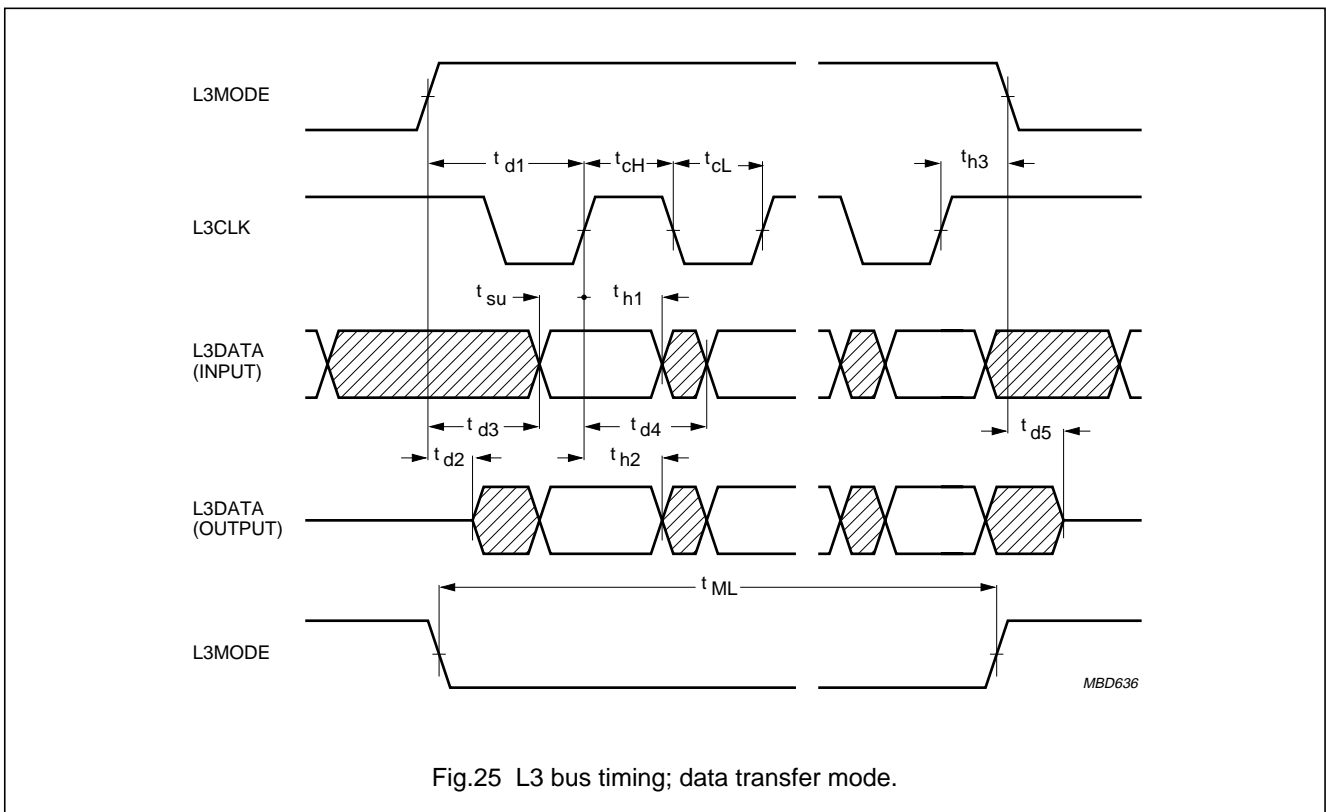 L3MODE
t d1
t cH
t cL
t h3
L3CLK
t su
t h1
L3DATA
(INPUT)
t d3
t d4
t d5
t d2
t h2
L3DATA
(OUTPUT)
t ML
L3MODE
MBD636
Fig.25 L3 bus timing; data transfer mode.